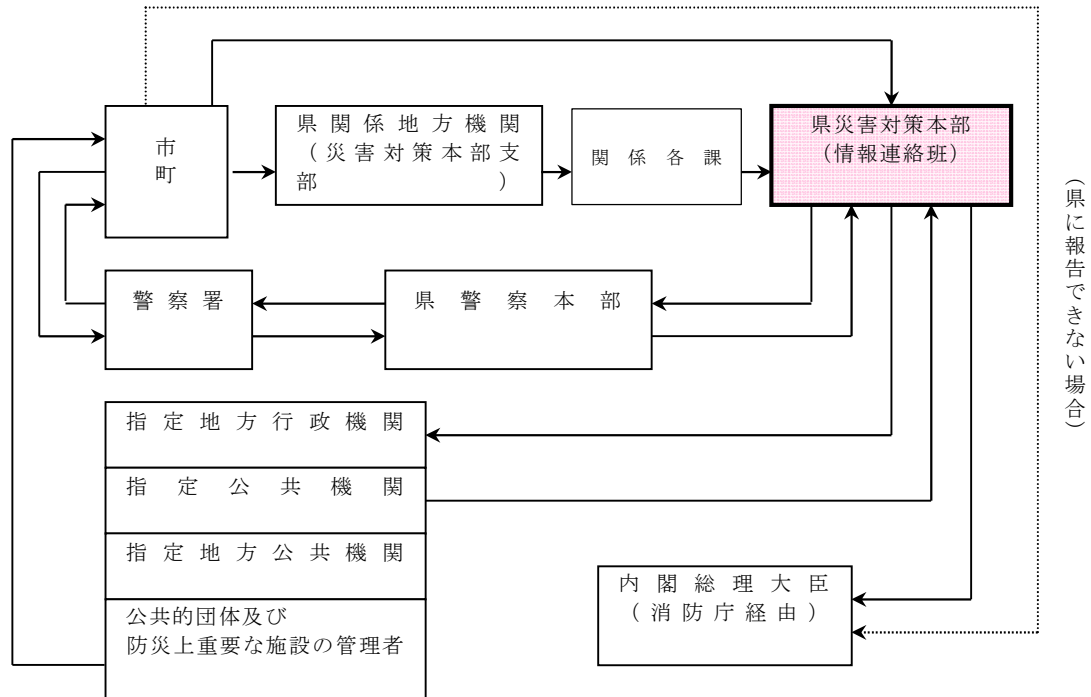 市
町
県関係地方機関
（災害対策本部支
部）
関係各課
県災害対策本部
（情報連絡班）
（県に報告できない場合）
警察署
県警察本部
指定地方行政機関
指定公共機関
指定地方公共機関
公共的団体及び
防災上重要な施設の管理者
内閣総理大臣
（消防庁経由）